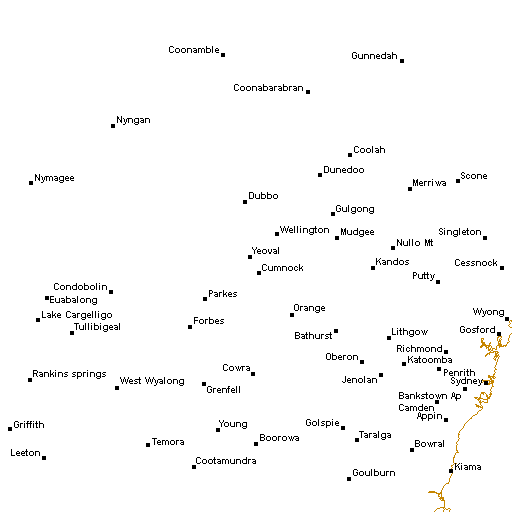 Coonamble
Gunnedah
Coonabarabran
Nyngan
Coolah
Dunedoo
Nymagee
Scone
Merriwa
Dubbo
Gulgong
Wellington
Mudgee
Singleton
Nullo Mt
Yeoval
Cumnock
Kandos
Cessnock
Putty
Condobolin
Euabalong
Parkes
Lake Cargelligo
Orange
Wyong
Tullibigeal
Forbes
Bathurst
Lithgow
Gosford
Richmond
Oberon
Katoomba
Cowra
Penrith
Rankins springs
West Wyalong
Jenolan
Sydney
Grenfell
Bankstown Ap
Camden
Appin
Griffith
Young
Golspie
Taralga
Temora
Boorowa
Bowral
Leeton
Cootamundra
Kiama
Goulburn